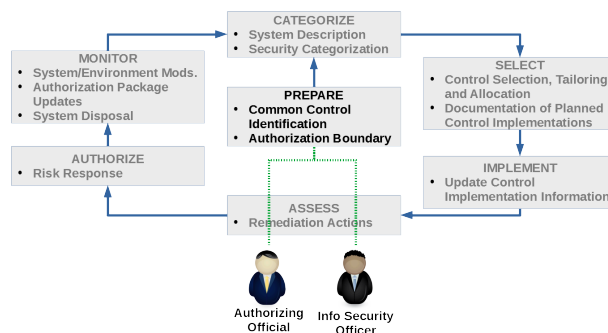 CATEGORIZE
• System Description
• Security Categorization
MONITOR
• System/Environment Mods.
• Authorization Package
Updates
• System Disposal
SELECT
• Control Selection, Tailoring
and Allocation
• Documentation of Planned
Control Implementations
PREPARE
• Common Control
Identification
• Authorization Boundary
AUTHORIZE
• Risk Response
IMPLEMENT
• Update Control
Implementation Information
ASSESS
• Remediation Actions
Authorizing
Official
Info Security
Officer